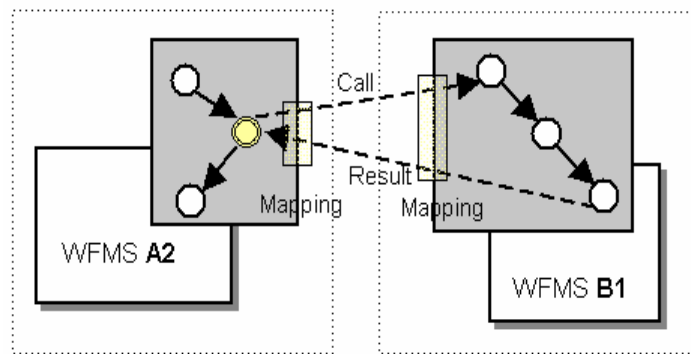 Call
Result
Mapping
Mapping
WFMS A2
WFMS B1